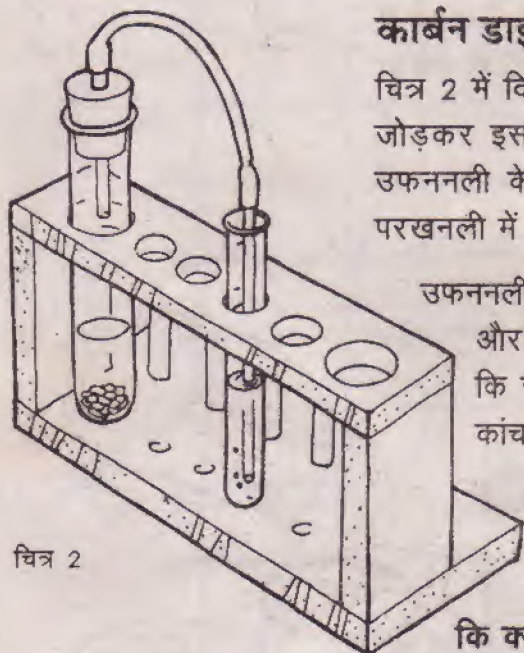 कार्बन
चित्र 2 में
जोड़कर इस
उफननली के
परखनली में
उफननली
और
कि
कांच
चित्र 2
कि